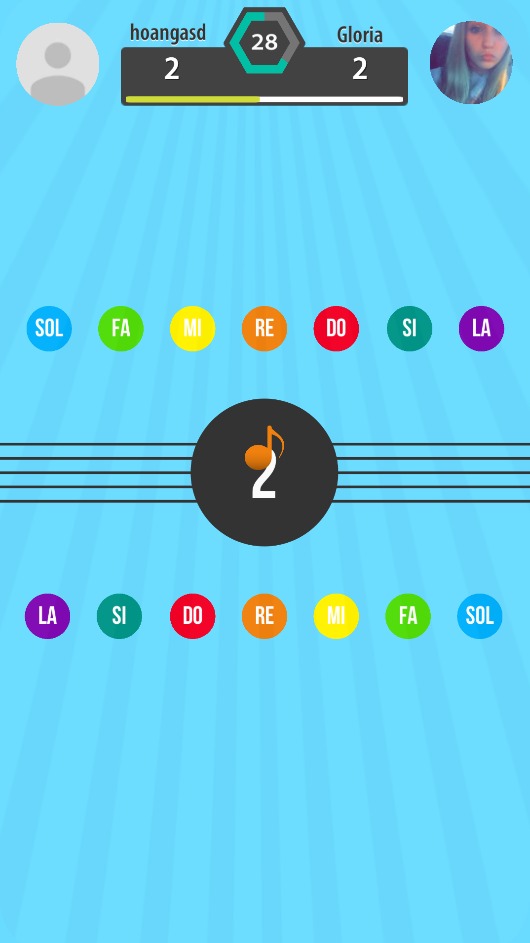 hoangasd 28 Gloria
2 2
SOL FA MI RE DO SI LA
2
LA SI DO RE MI FA SOL